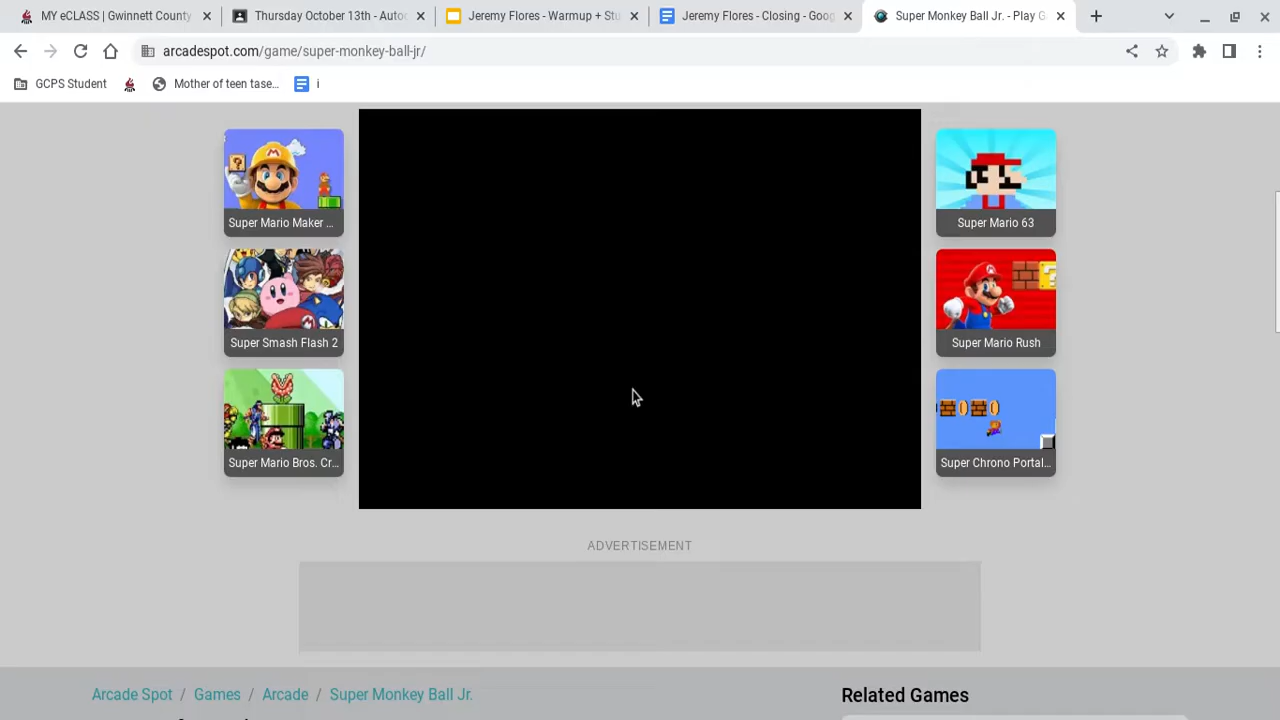 MY eCLASS | Gwinnett County
Thursday October 13th - Au
Jeremy Flores - Warmup + Stu
Jeremy Flores - Closing - Goog
Super Monkey Ball Jr. - Play G
arcadespot.com/game/super-monkey-ball-jr/
GCPS Student
Mother of teen tase...
i
Super Mario Maker ...
Super Mario 63
Super Smash Flash 2
Super Mario Rush
Super Mario Bros. Cr...
Super Chrono Portal...
ADVERTISEMENT
Arcade Spot / Games / Arcade / Super Monkey Ball Jr.
Related Games